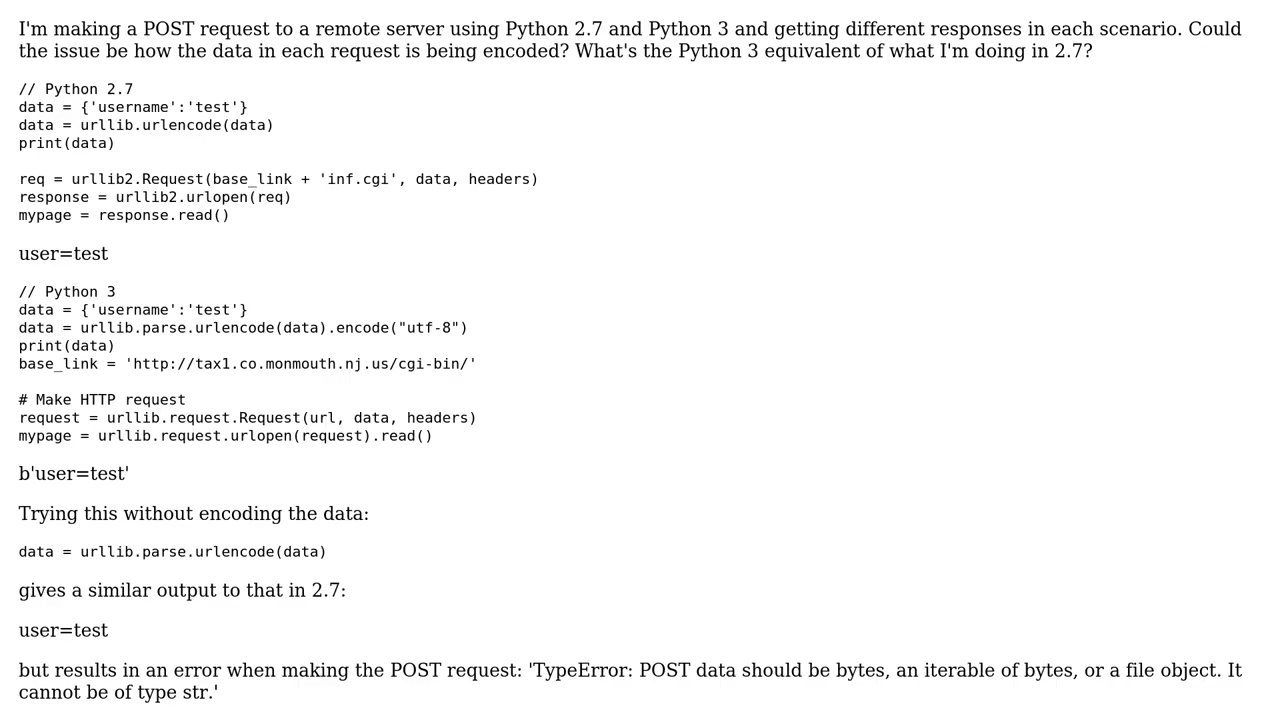 I'm making a POST request to a remote server using Python 2.7 and Python 3 and getting different responses in each scenario. Could
the issue be how the data in each request is being encoded? What's the Python 3 equivalent of what I'm doing in 2.7?
// Python 2.7
data = {'username':'test'}
data = urllib.urlencode(data)
print(data)
req = urllib2.Request(base_link + 'inf.cgi', data, headers)
response = urllib2.urlopen(req)
mypage = response.read()
user=test
// Python 3
data = {'username':'test'}
data = urllib.parse.urlencode(data).encode("utf-8")
print(data)
base_link = 'http://tax1.co.monmouth.nj.us/cgi-bin/'
# Make HTTP request
request = urllib.request.Request(url, data, headers)
mypage = urllib.request.urlopen(request).read()
b'user=test'
Trying this without encoding the data:
data = urllib.parse.urlencode(data)
gives a similar output to that in 2.7:
user=test
but results in an error when making the POST request: 'TypeError: POST data should be bytes, an iterable of bytes, or a file object. It
cannot be of type str.'